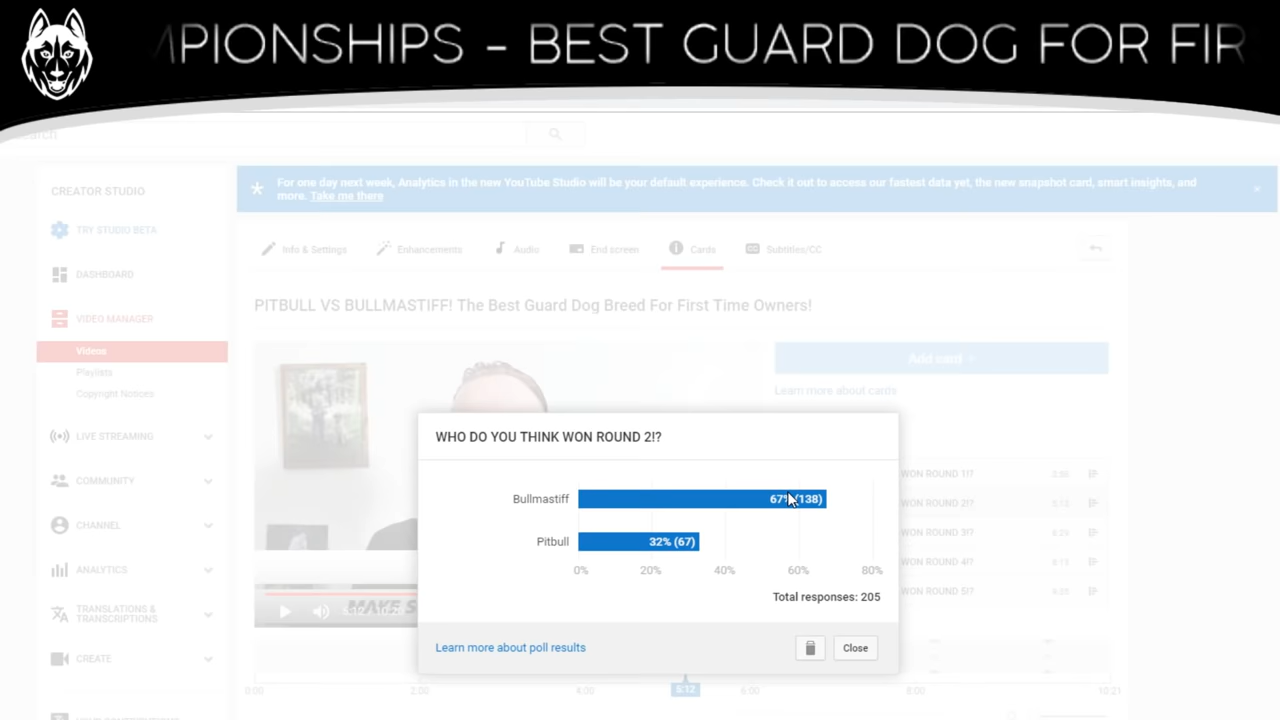 MPIONSHIPS - BEST GUARD DOG FOR FIR
arch
CREATOR STUDIO
For one day next week, Analytics in the new YouTube Studio will be your default experience. Check it out to access our fastest data yet, the new snapshot card, smart insights, and
more. Take me there
TRY STUDIO BETA
Info & Settings
Enhancements
Audio
End screen
Cards
Subtitles/CC
DASHBOARD
PITBULL VS BULLMASTIFF! The Best Guard Dog Breed For First Time Owners!
VIDEO MANAGER
Videos
Playlists
Copyright Notices
Add card
Learn more about cards
LIVE STREAMING
COMMUNITY
CHANNEL
ANALYTICS
TRANSLATIONS &
TRANSCRIPTIONS
CREATE
WHO DO YOU THINK WON ROUND 2!?
Bullmastiff 67% (138)
Pitbull 32% (67)
0% 20% 40% 60% 80%
Total responses: 205
Learn more about poll results
Close
WON ROUND 1!?
WON ROUND 2!?
WON ROUND 3!?
WON ROUND 4!?
WON ROUND 5!?
MAKE S
0:00 2:00 4:00 5:12 6:00 8:00 10:21